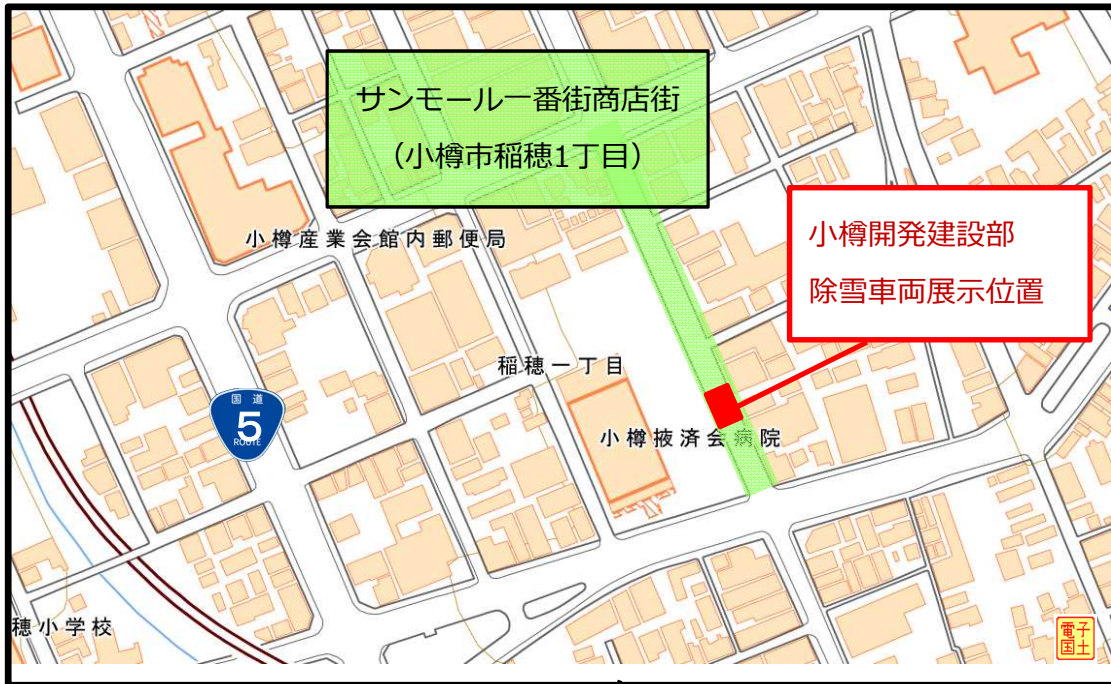 サンモール一番街商店街
（小樽市稲穂1丁目）
小樽開発建設部
除雪車両展示位置
小樽産業会館内郵便局
稲穂一丁目
国道
5
ROUTE
小樽掖済会病院
穂小学校
電子
国土